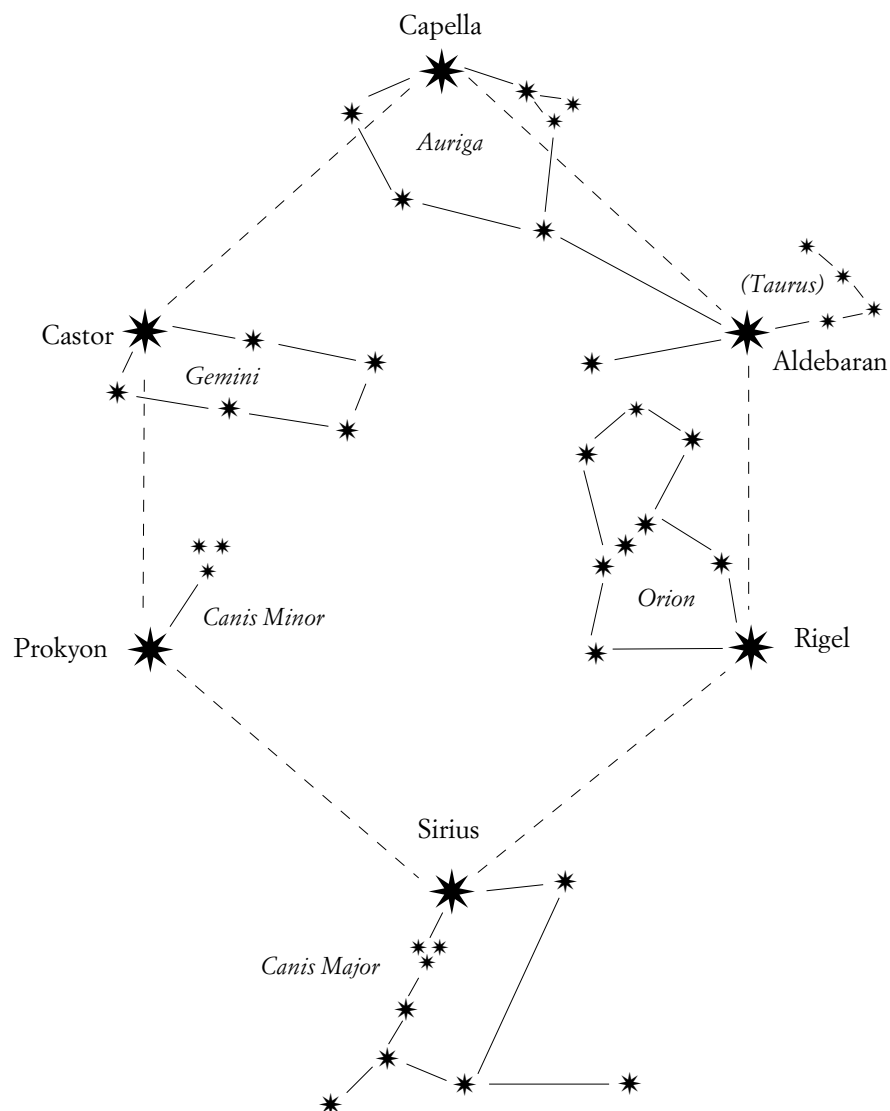 Capella
Auriga
(Taurus)
Castor
Aldebaran
Gemini
Orion
Canis Minor
Prokyon
Rigel
Sirius
Canis Major